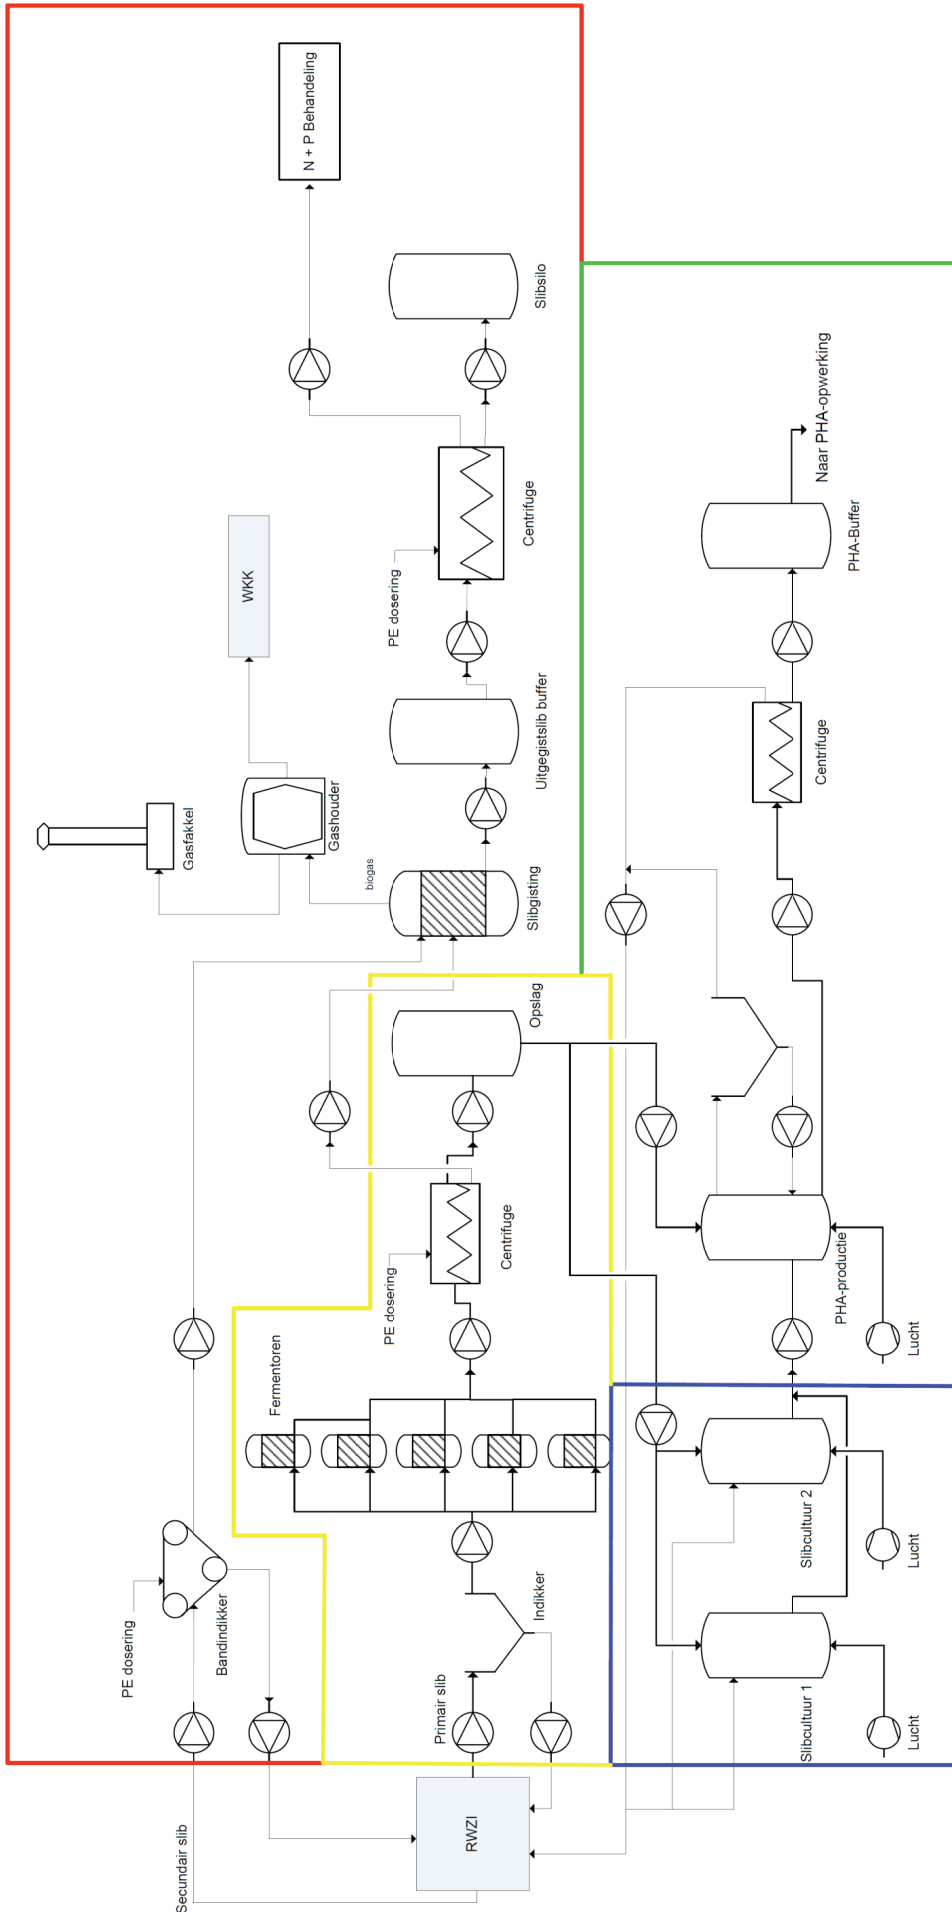 Secundair slib
PE dosering
Bandindikker
Gasfakkel
Gashouder
WKK
N + P Behandeling
biogas
Slibgisting
Uitgegistslib buffer
PE dosering
Centrifuge
Slibsilo
RWZI
Primair slib
Indikker
Fermentoren
PE dosering
Centrifuge
Opslag
Slibcultuur 1
Lucht
Slibcultuur 2
Lucht
PHA-productie
Lucht
Centrifuge
PHA-Buffer
Naar PHA-opwerking